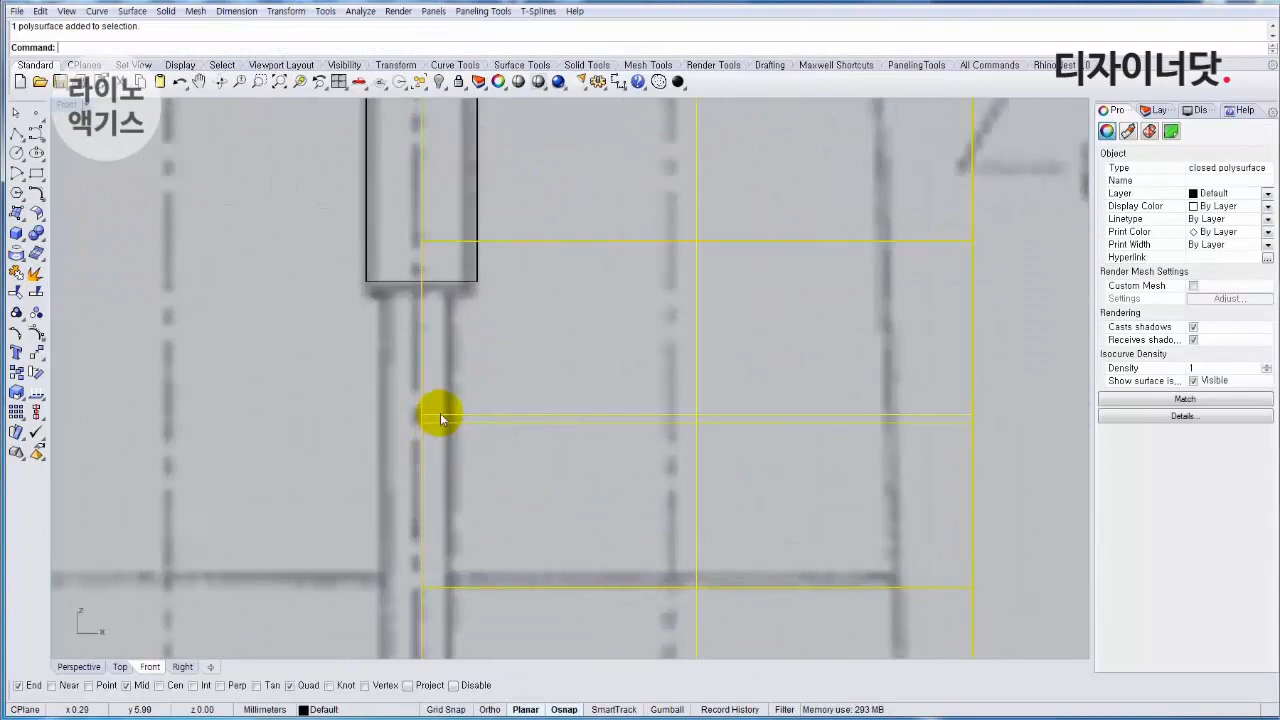 File Edit View Curve Surface Solid Mesh Dimension Transform Tools Analyze Render Panels Paneling Tools T-Splines Help
1 polysurface added to selection.
Command:
Standard CPlanes Set View Display Select Viewport Layout Visibility Transform Curve Tools Surface Tools Solid Tools Mesh Tools Render Tools Drafting Maxwell Shortcuts PanelingTools All Commands
디자이너닷.
라이노
액기스
Front
Pro Lay Dis Help
Object
Type closed polysurface
Name
Layer Default
Display Color By Layer
Linetype By Layer
Print Color By Layer
Print Width By Layer
Hyperlink ...
Render Mesh Settings
Custom Mesh
Settings Adjust...
Rendering
Casts shadows
Receives shado...
Isocurve Density
Density 1
Show surface is... Visible
Match
Details...
z
x
Perspective Top Front Right
End Near Point Mid Cen Int Perp Tan Quad Knot Vertex Project Disable
CPlane x 0.29 y 5.99 z 0.00 Millimeters Default Grid Snap Ortho Planar Osnap SmartTrack Gumball Record History Filter Memory use: 293 MB